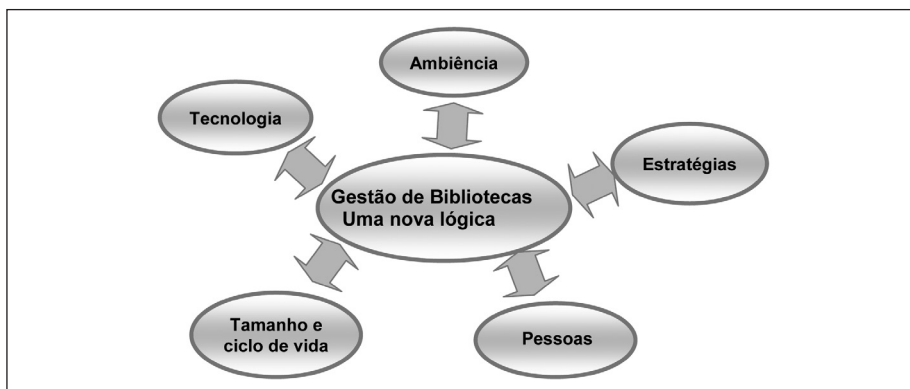 Ambiência
Tecnologia
Estratégias
Gestão de Bibliotecas
Uma nova lógica
Tamanho e
ciclo de vida
Pessoas